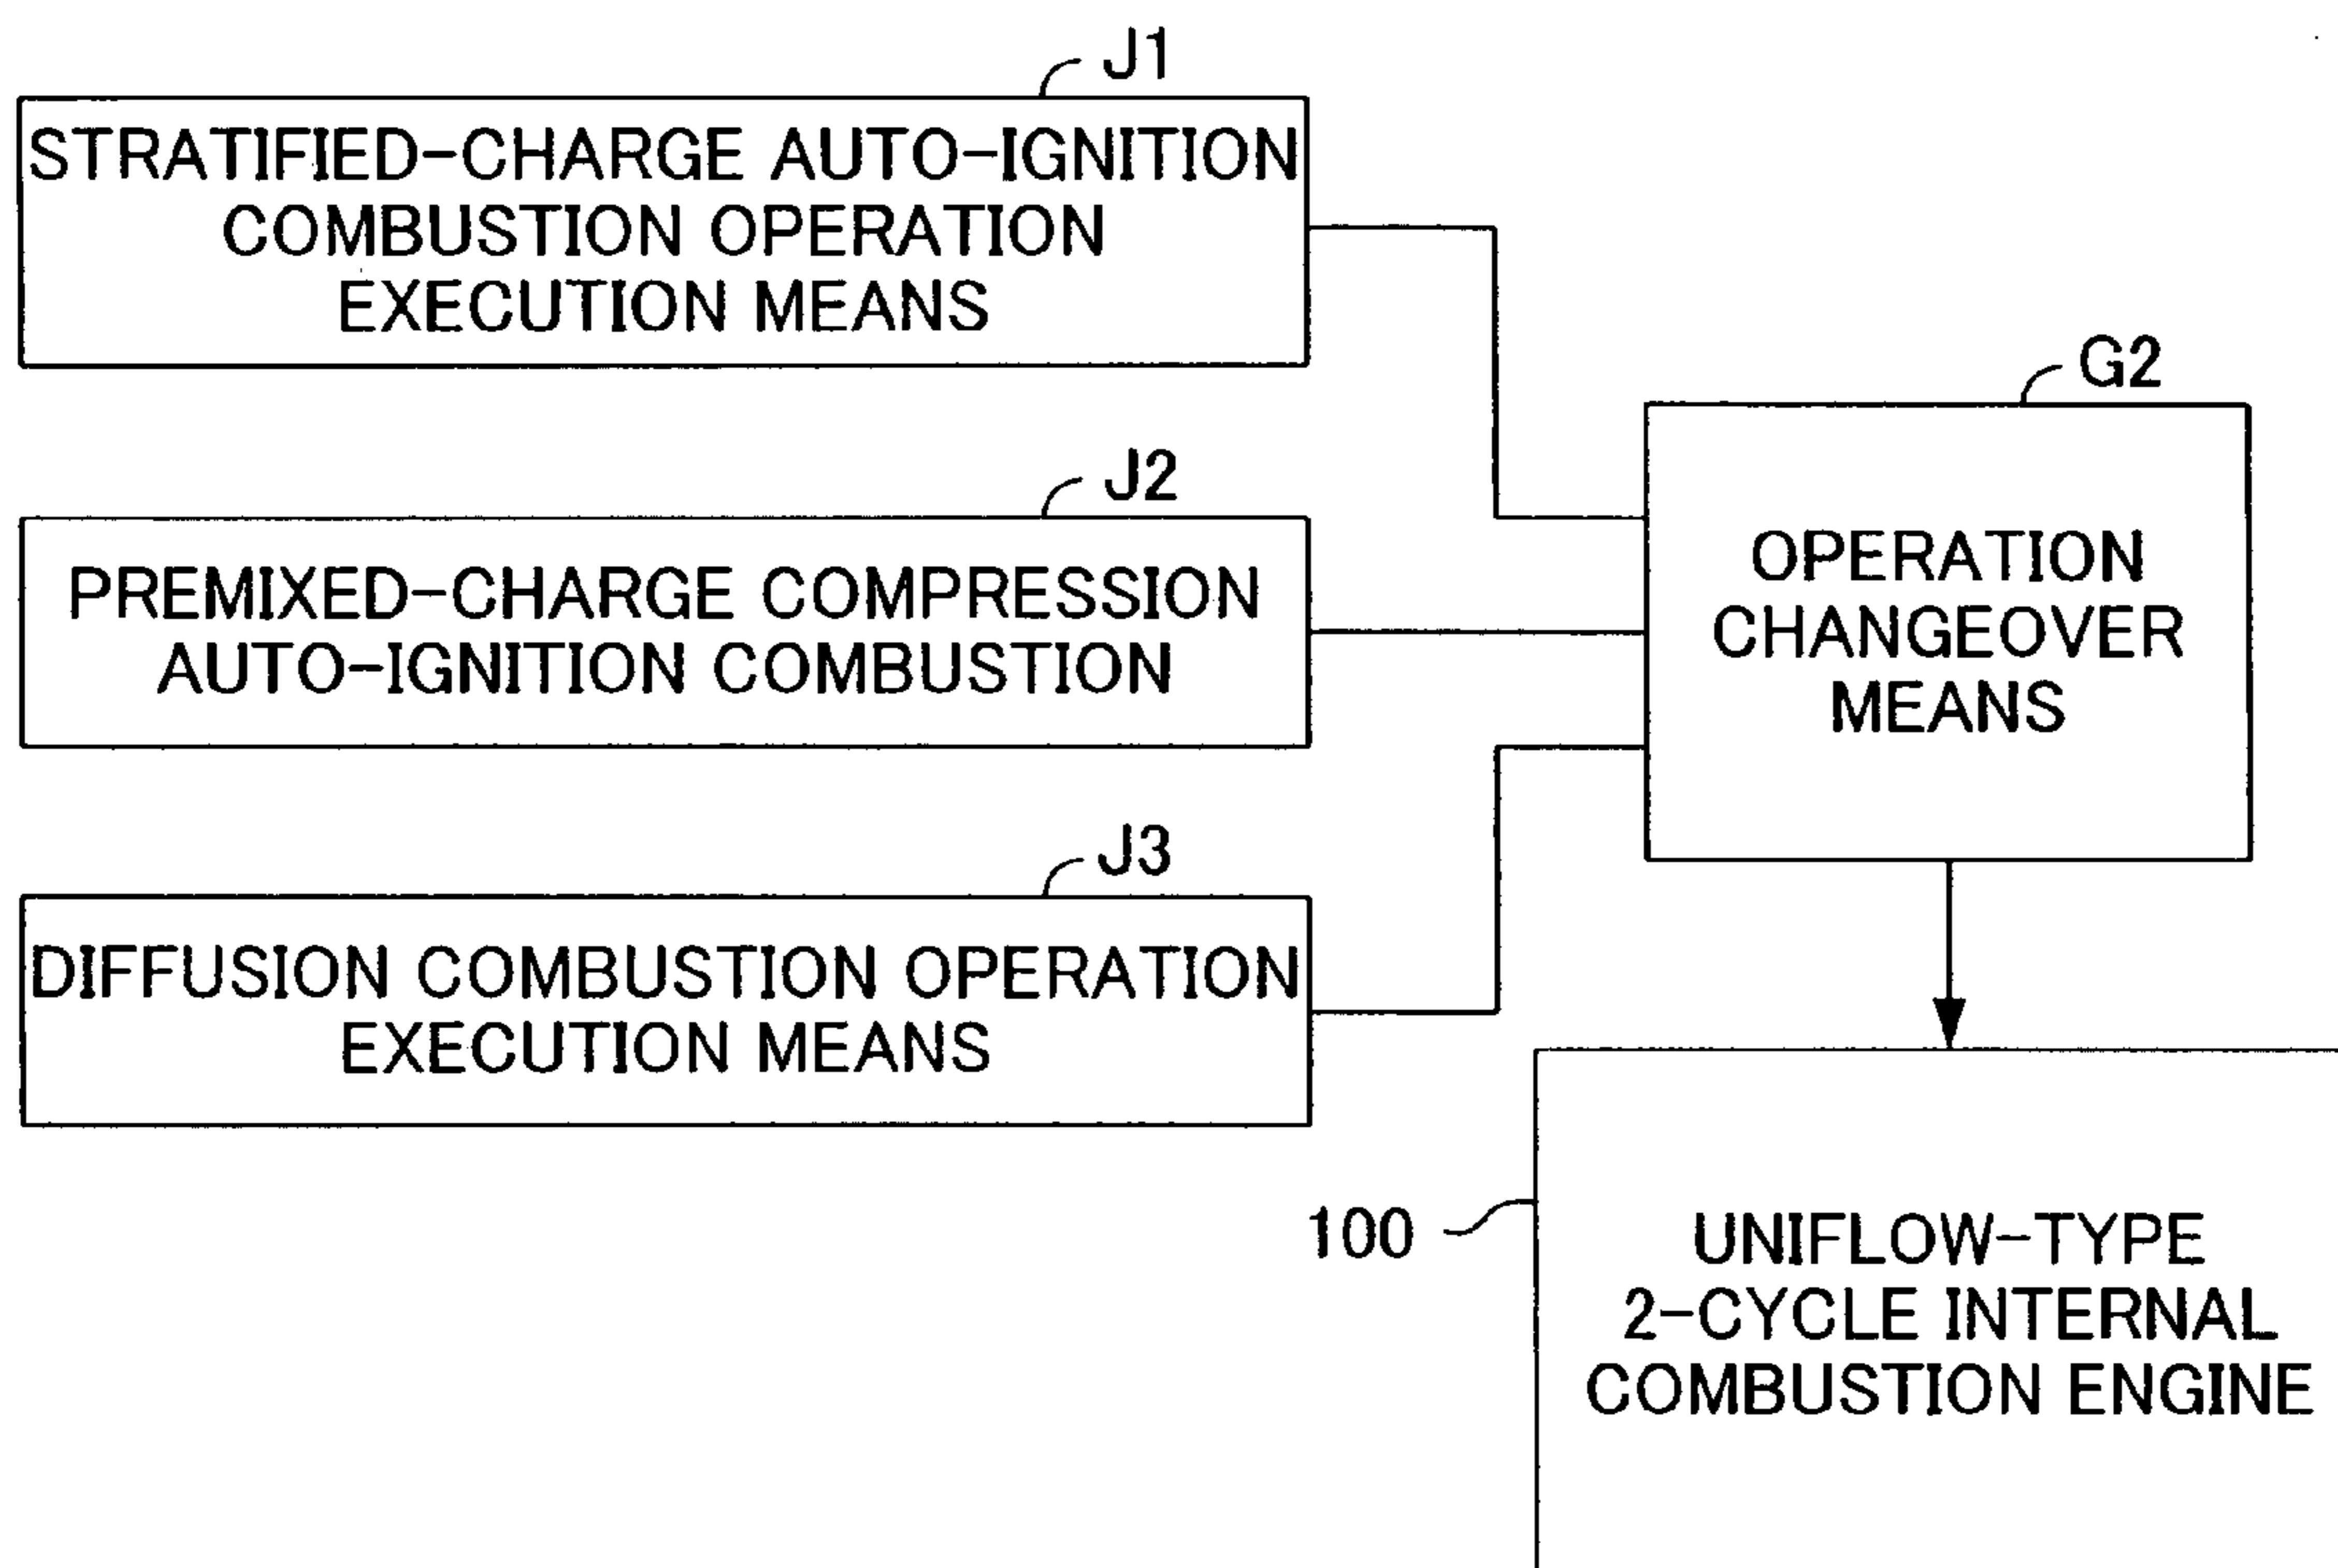 J1
STRATIFIED-CHARGE AUTO-IGNITION
COMBUSTION OPERATION
EXECUTION MEANS
G2
J2
PREMIXED-CHARGE COMPRESSION
AUTO-IGNITION COMBUSTION
OPERATION
CHANGEOVER
MEANS
J3
DIFFUSION COMBUSTION OPERATION
EXECUTION MEANS
100
UNIFLOW-TYPE
2-CYCLE INTERNAL
COMBUSTION ENGINE